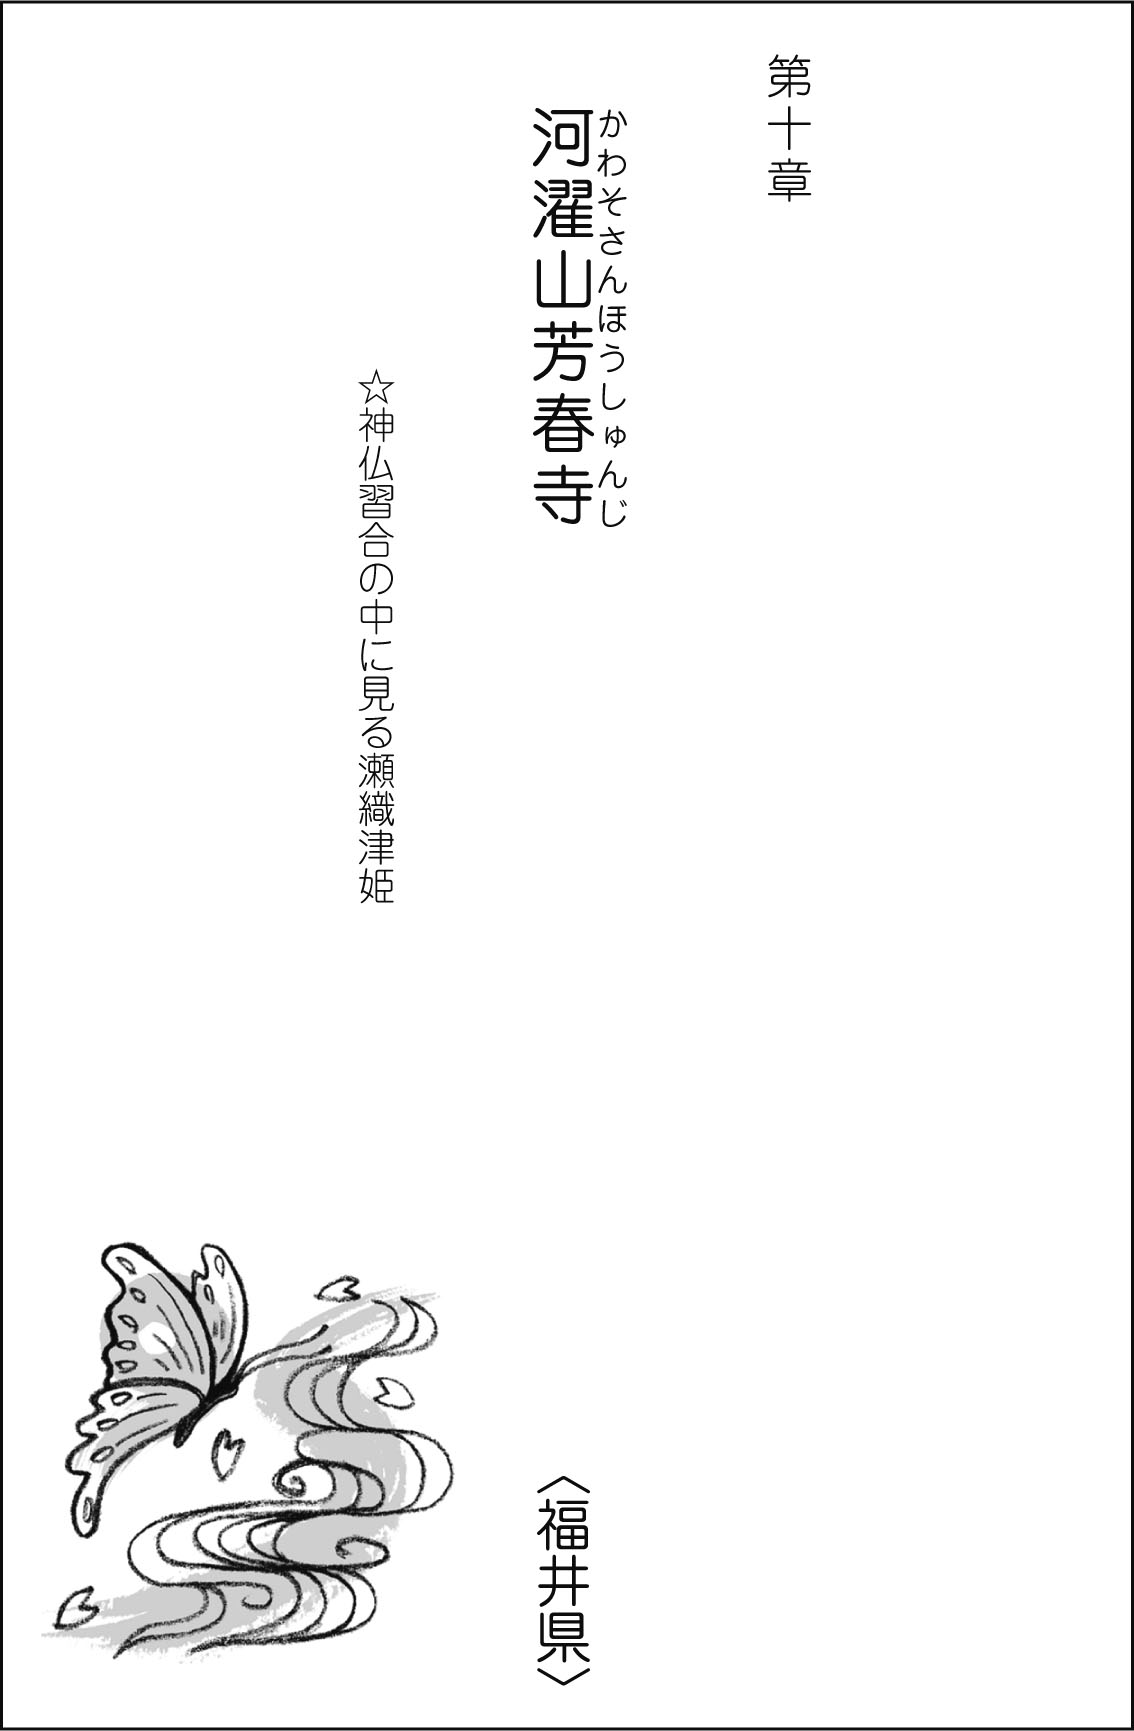 第十章
かわそさんほうしゅんじ
河濯山芳春寺
〈福井県〉
☆神仏習合の中に見る瀬織津姫